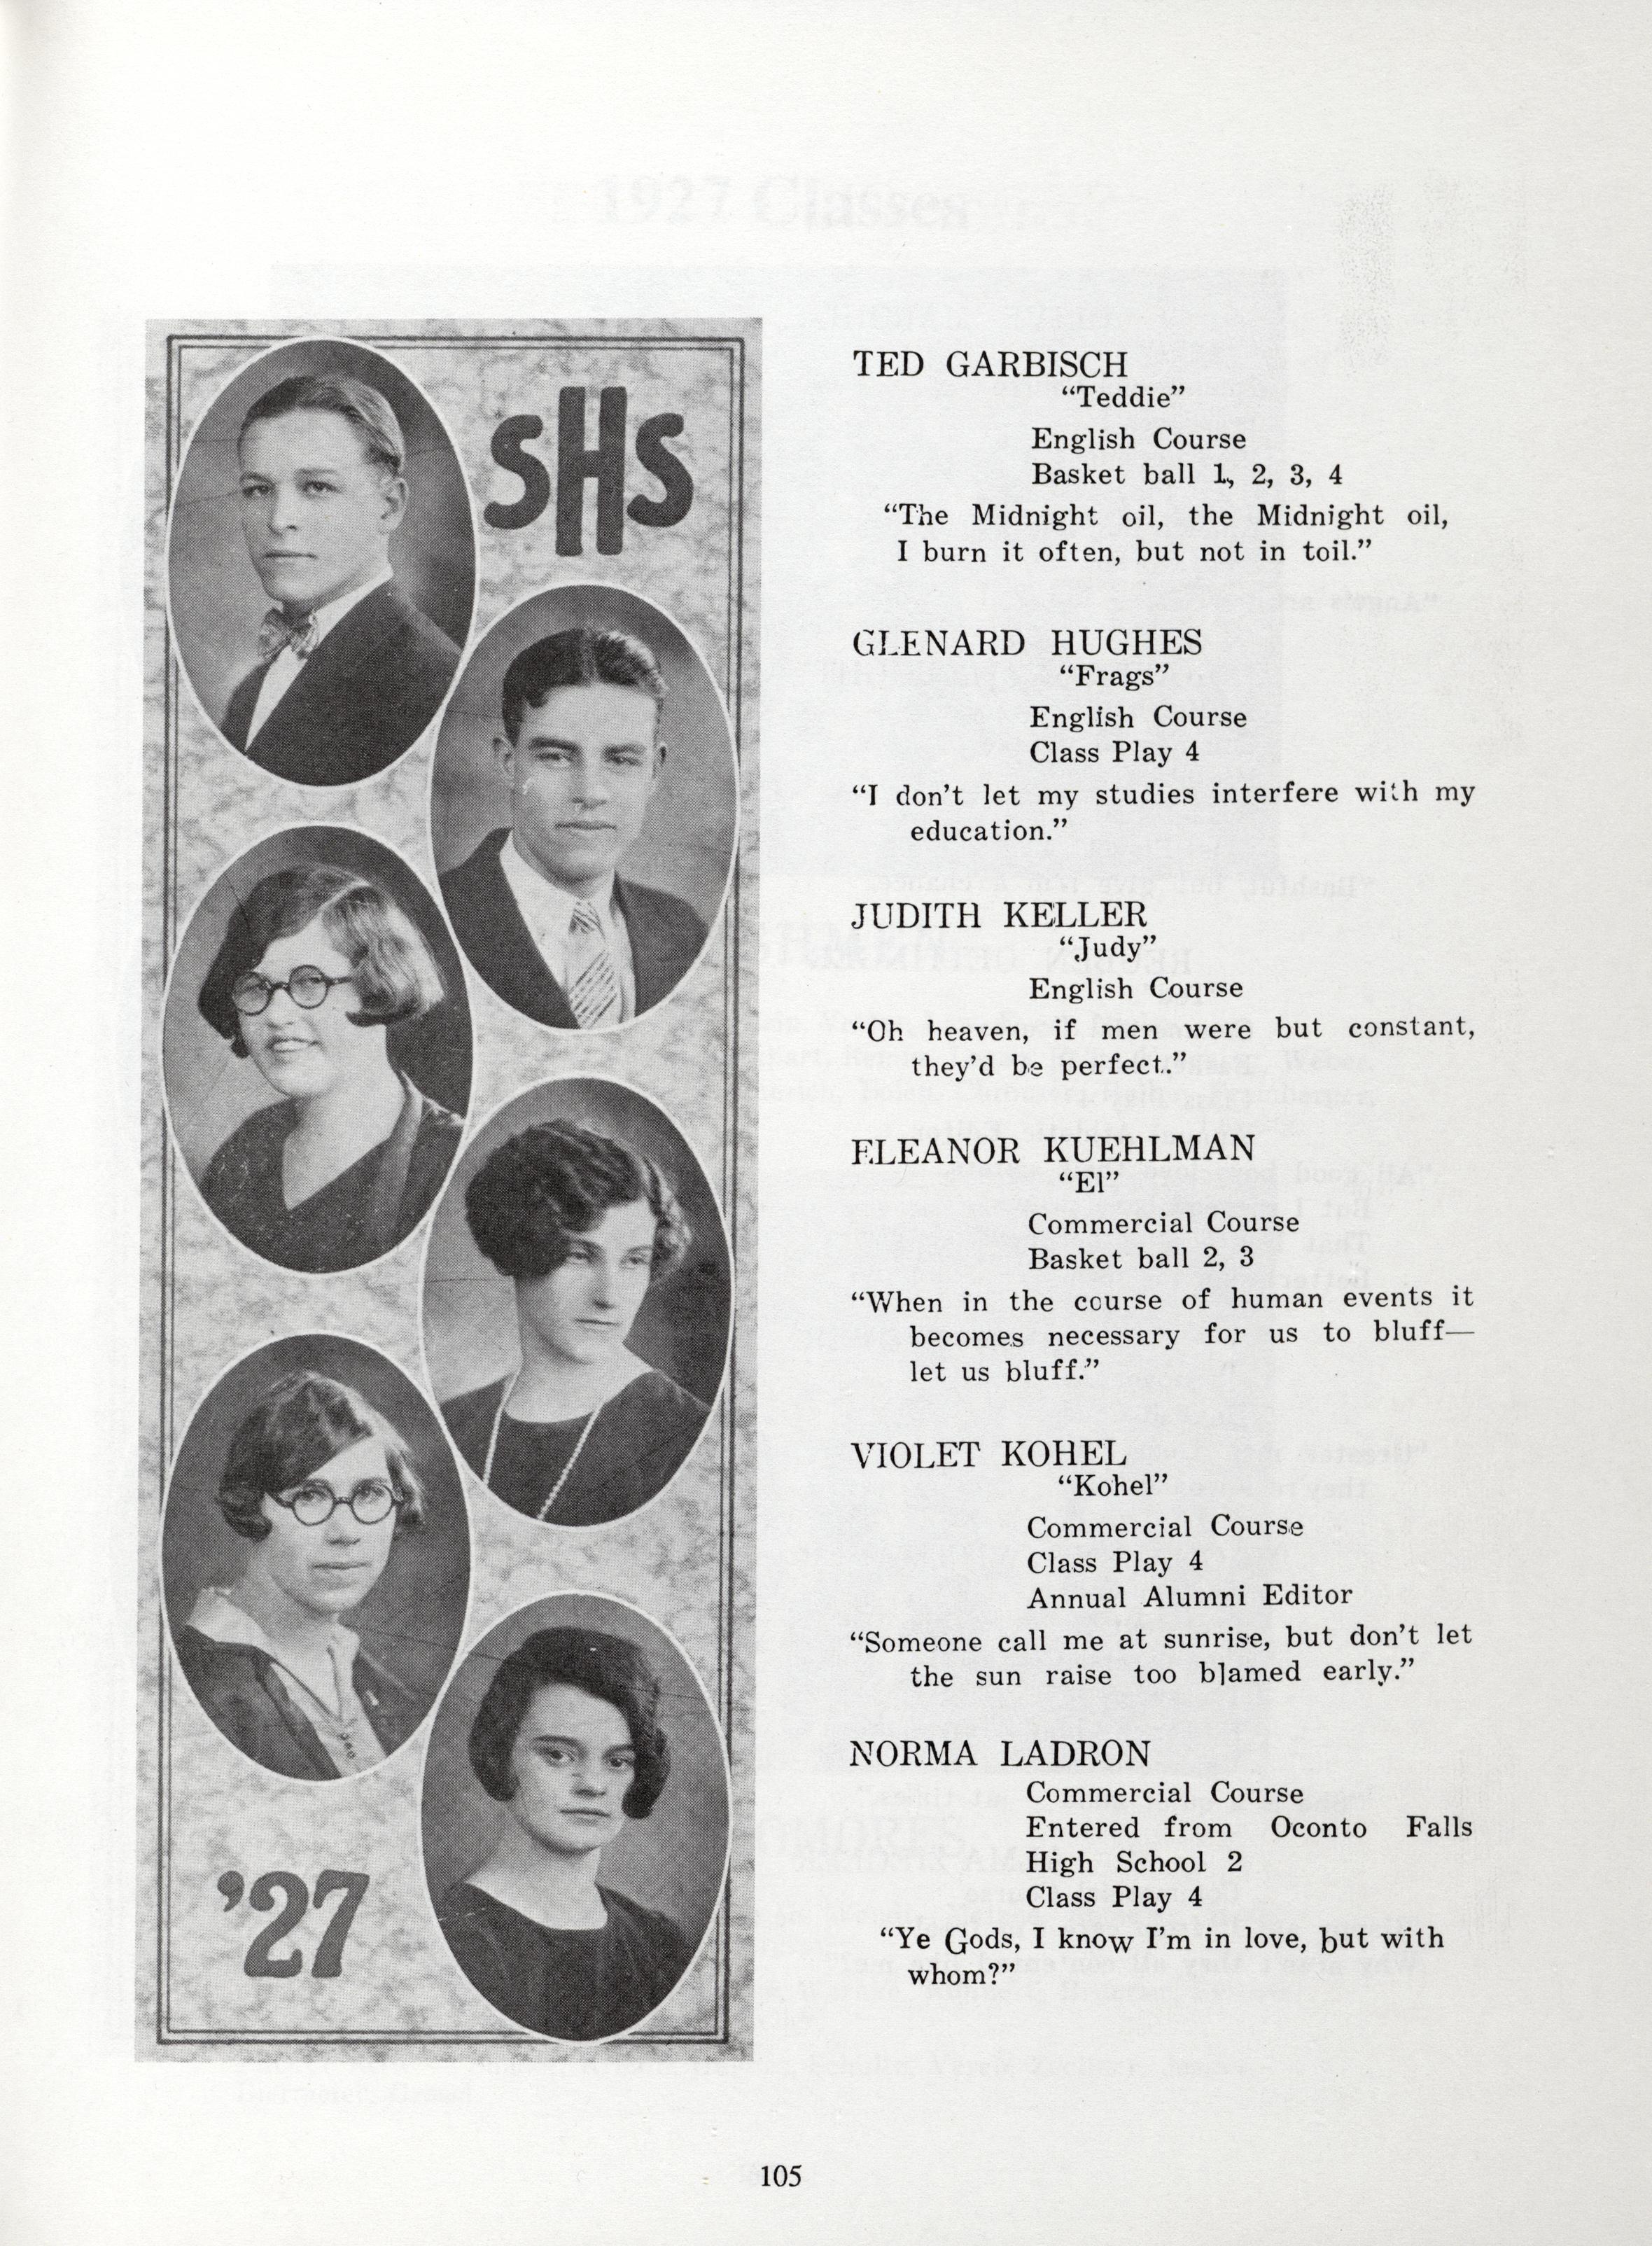 SHS
'27
TED GARBISCH
“Teddie”
English Course
Basket ball 1, 2, 3, 4
“The Midnight oil, the Midnight oil,
I burn it often, but not in toil.”
GLENARD HUGHES
“Frags”
English Course
Class Play 4
“I don’t let my studies interfere with my
education.”
JUDITH KELLER
“Judy”
English Course
“Oh heaven, if men were but constant,
they’d be perfect.”
ELEANOR KUEHLMAN
“El”
Commercial Course
Basket ball 2, 3
“When in the course of human events it
becomes necessary for us to bluff—
let us bluff.”
VIOLET KOHEL
“Kohel”
Commercial Course
Class Play 4
Annual Alumni Editor
“Someone call me at sunrise, but don’t let
the sun raise too blamed early.”
NORMA LADRON
Commercial Course
Entered from Oconto Falls
High School 2
Class Play 4
“Ye Gods, I know I’m in love, but with
whom?”
105